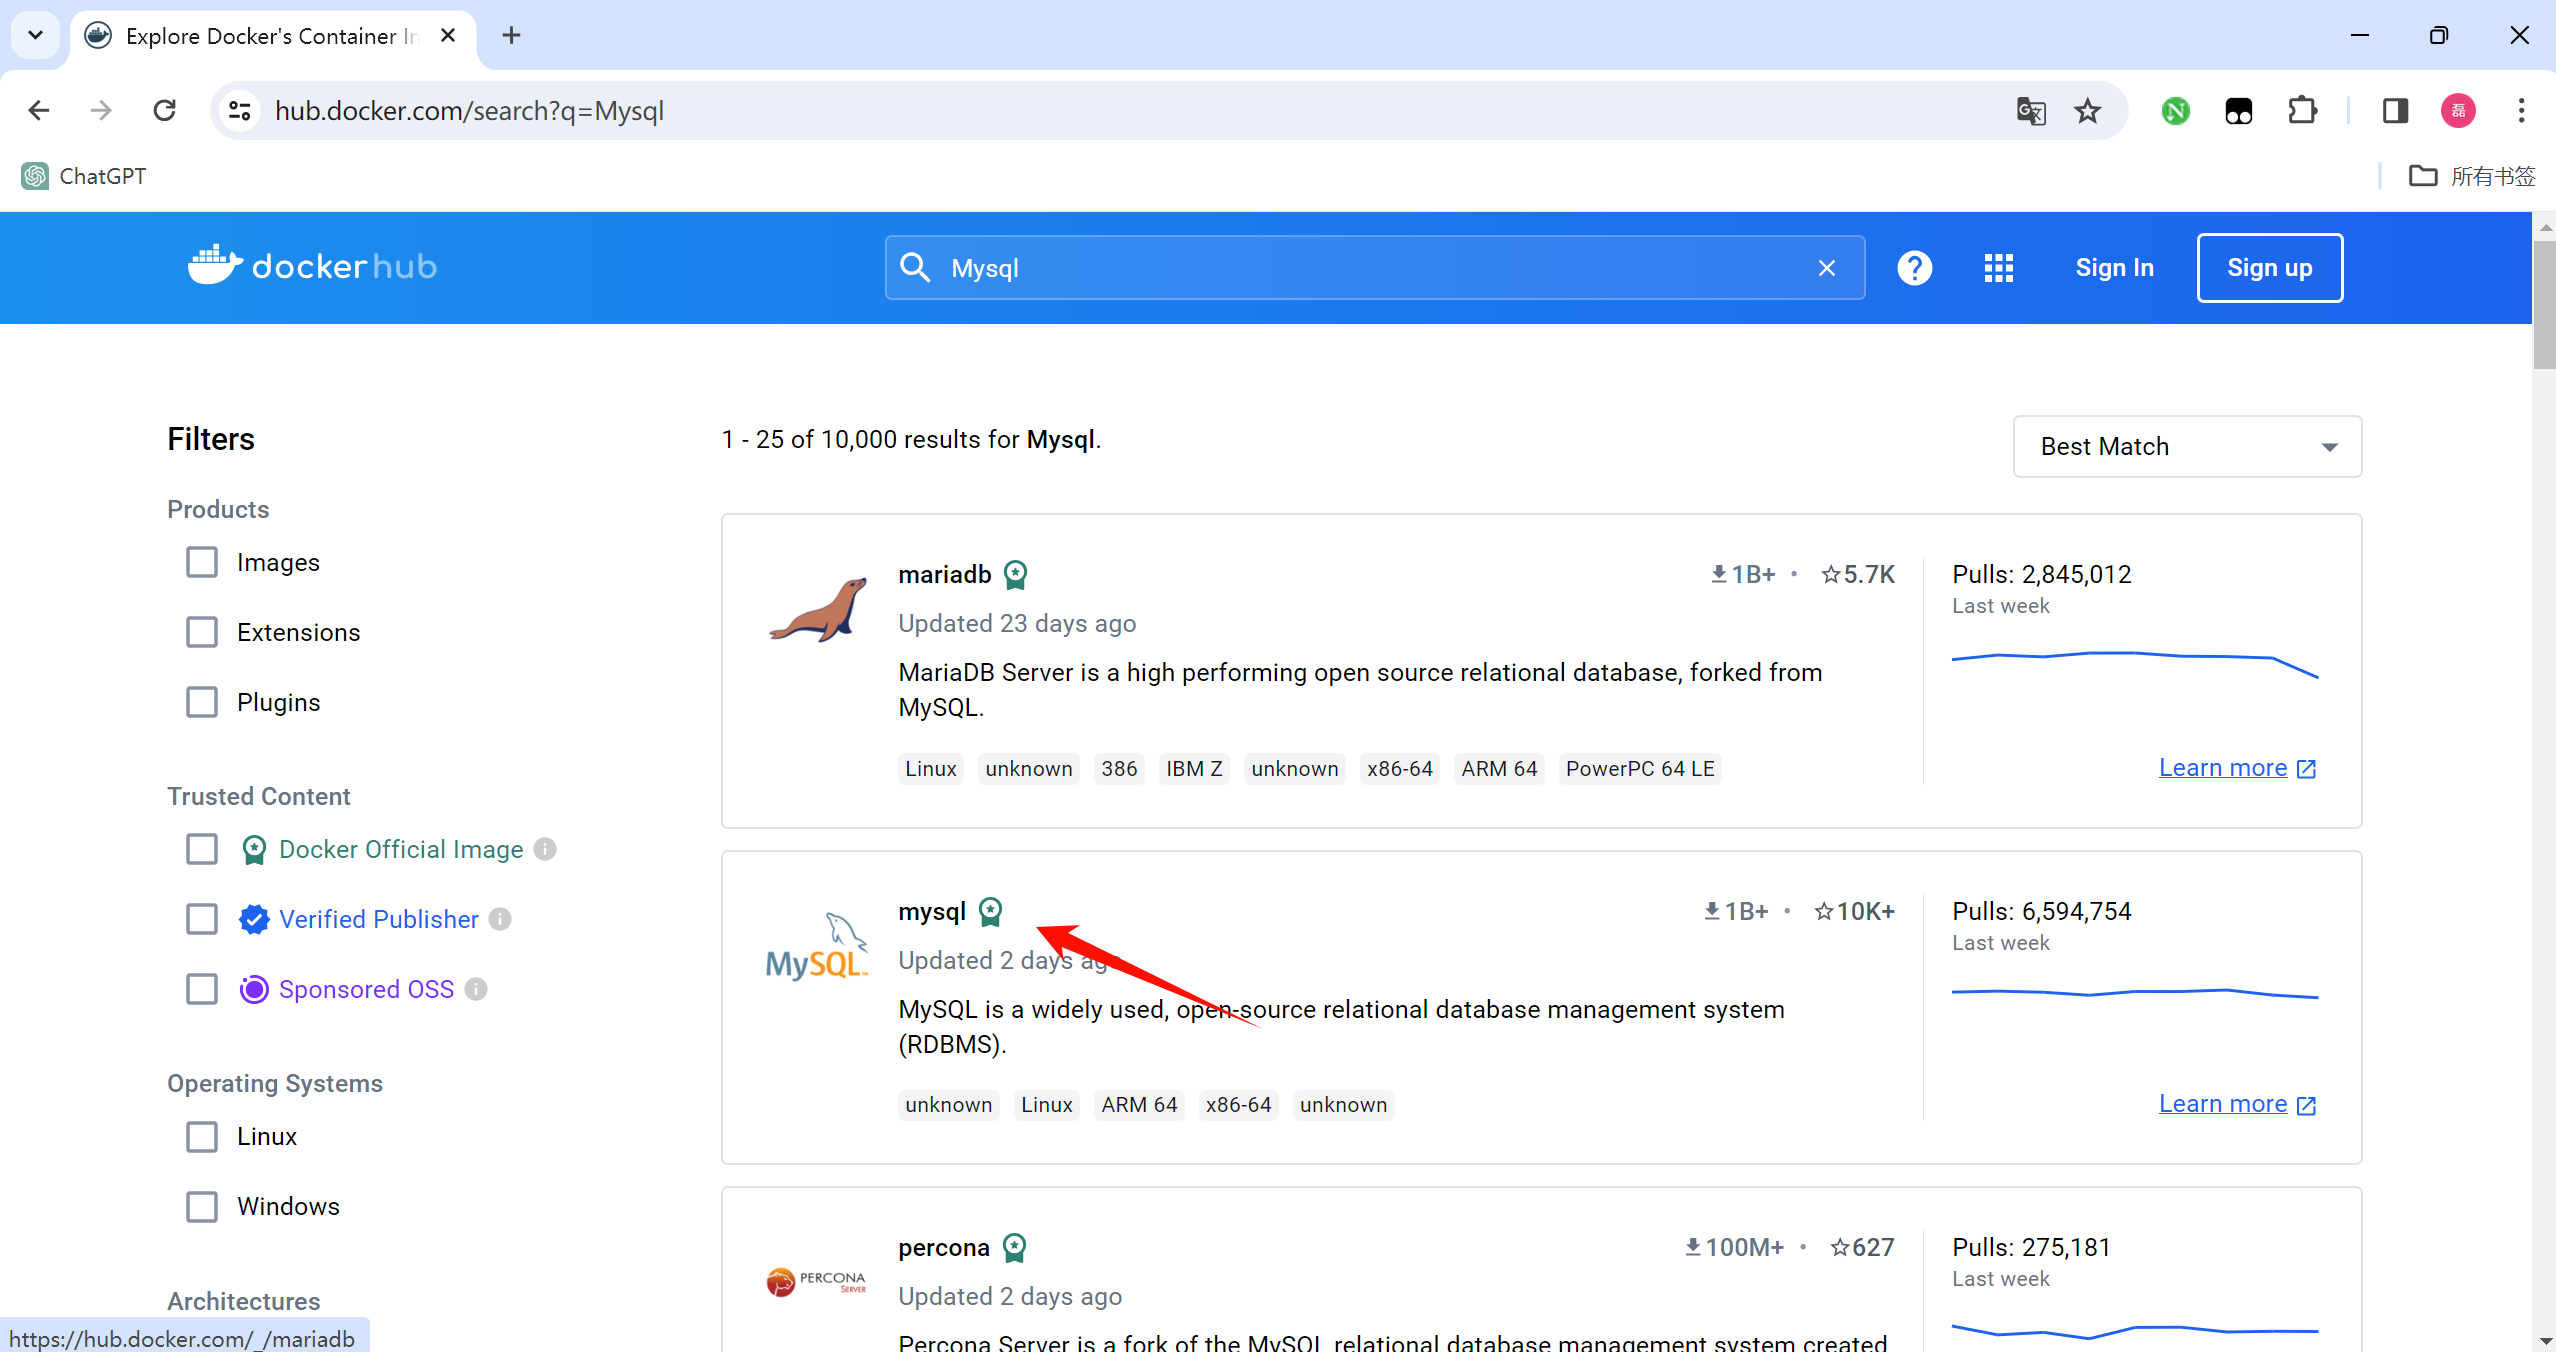 Explore Docker's Container In
hub.docker.com/search?q=Mysql
磊
ChatGPT
所有书签
dockerhub
Mysql
Sign In
Sign up
Filters
1 - 25 of 10,000 results for Mysql.
Best Match
Products
Images
Extensions
Plugins
Trusted Content
Docker Official Image
Verified Publisher
Sponsored OSS
Operating Systems
Linux
Windows
Architectures
mariadb
1B+ • 5.7K
Updated 23 days ago
MariaDB Server is a high performing open source relational database, forked from
MySQL.
Linux unknown 386 IBM Z unknown x86-64 ARM 64 PowerPC 64 LE
Pulls: 2,845,012
Last week
Learn more
MySQL™
mysql
1B+ • 10K+
Updated 2 days ago
MySQL is a widely used, open-source relational database management system
(RDBMS).
unknown Linux ARM 64 x86-64 unknown
Pulls: 6,594,754
Last week
Learn more
PERCONA
SERVER
percona
100M+ • 627
Updated 2 days ago
Percona Server is a fork of the MySQL relational database management system created
Pulls: 275,181
Last week
https://hub.docker.com/_/mariadb